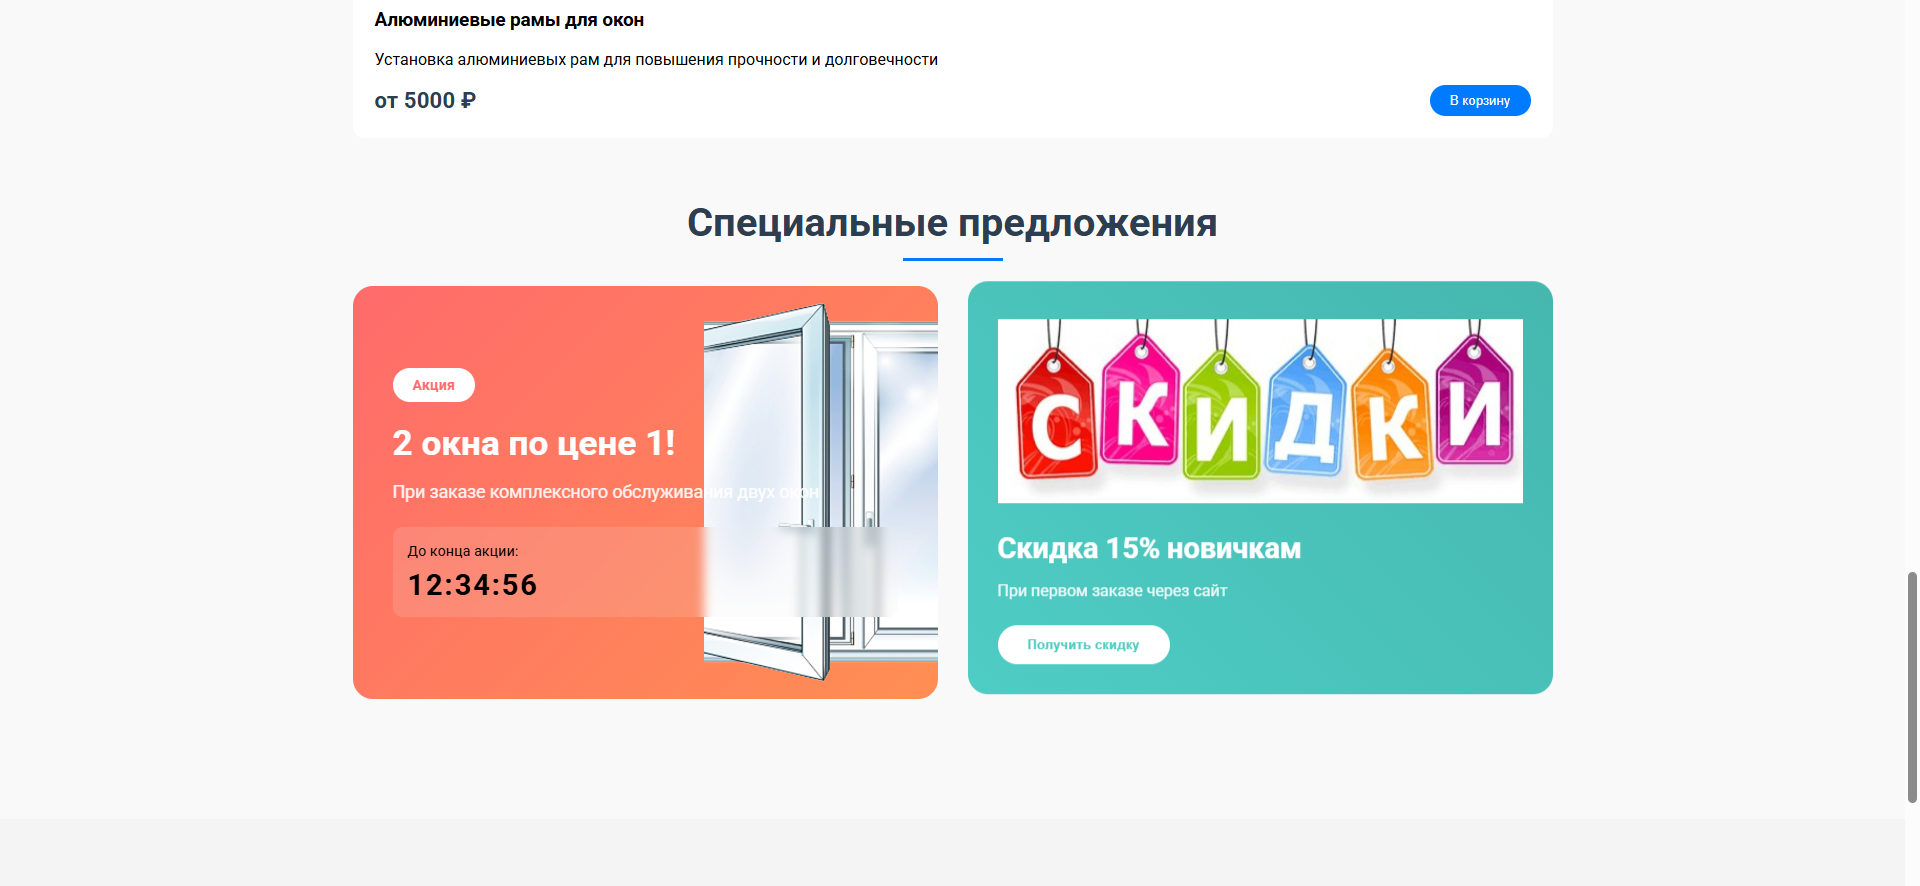 Алюминиевые рамы для окон
Установка алюминиевых рам для повышения прочности и долговечности
от 5000 ₽
В корзину
Специальные предложения
Акция
2 окна по цене 1!
При заказе комплексного обслуживания двух окон
До конца акции:
12:34:56
СКИДКИ
Скидка 15% новичкам
При первом заказе через сайт
Получить скидку